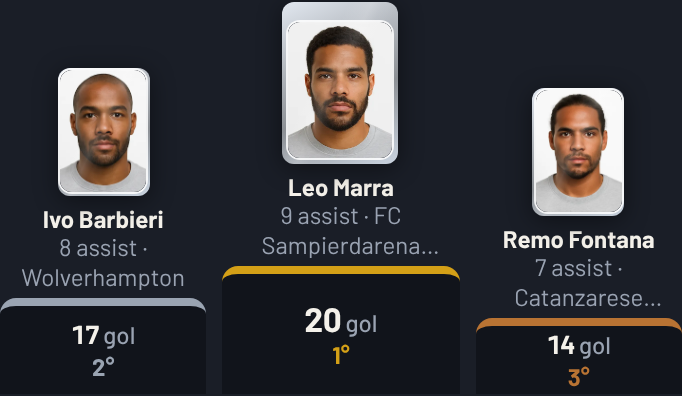 Ivo Barbieri
8 assist ·
Wolverhampton
17 gol
2°
Leo Marra
9 assist · FC
Sampierdarena...
20 gol
1°
Remo Fontana
7 assist ·
Catanzarese...
14 gol
3°